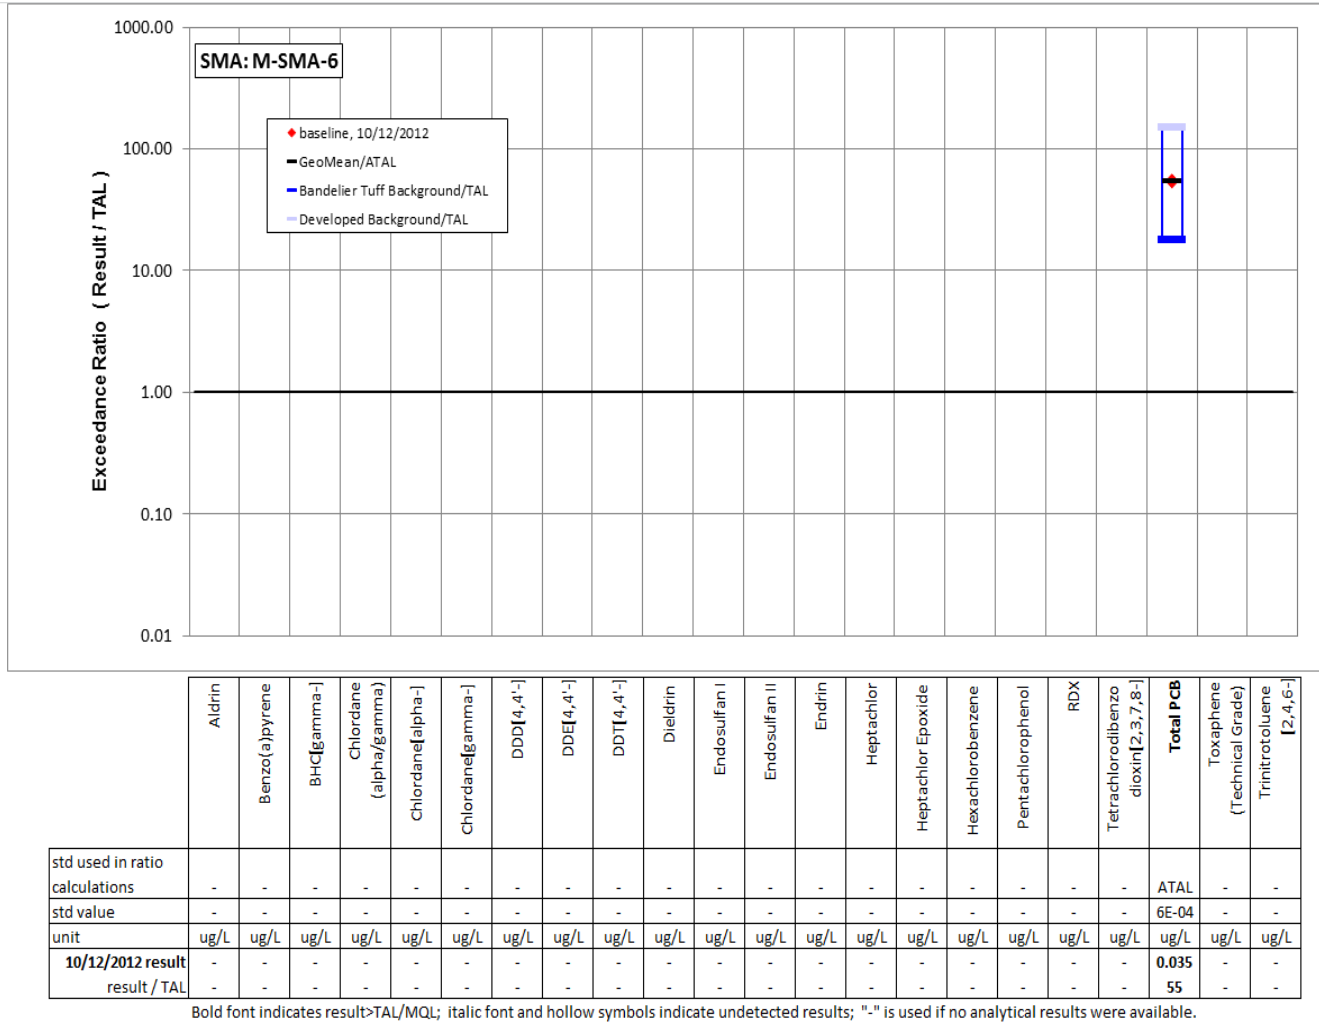 1000.00
SMA: M-SMA-6
baseline, 10/12/2012
GeoMean/ATAL
Bandelier Tuff Background/TAL
Developed Background/TAL
100.00
10.00
1.00
0.10
0.01
Exceedance Ratio ( Result / TAL )
Aldrin
Benzo(a)pyrene
BHC[gamma-]
Chlordane
(alpha/gamma)
Chlordane[alpha-]
Chlordane[gamma-]
DDD[4,4'-]
DDE[4,4'-]
DDT[4,4'-]
Dieldrin
Endosulfan I
Endosulfan II
Endrin
Heptachlor
Heptachlor Epoxide
Hexachlorobenzene
Pentachlorophenol
RDX
Tetrachlorodibenzo
dioxin[2,3,7,8-]
Total PCB
Toxaphene
(Technical Grade)
Trinitrotoluene
[2,4,6-]
std used in ratio
calculations - - - - - - - - - - - - - - - - - - - ATAL - -
std value - - - - - - - - - - - - - - - - - - - 6E-04 - -
unit ug/L ug/L ug/L ug/L ug/L ug/L ug/L ug/L ug/L ug/L ug/L ug/L ug/L ug/L ug/L ug/L ug/L ug/L ug/L ug/L ug/L ug/L
10/12/2012 result - - - - - - - - - - - - - - - - - - - 0.035 - -
result / TAL - - - - - - - - - - - - - - - - - - - 55 - -
Bold font indicates result>TAL/MQL; italic font and hollow symbols indicate undetected results; "-" is used if no analytical results were available.